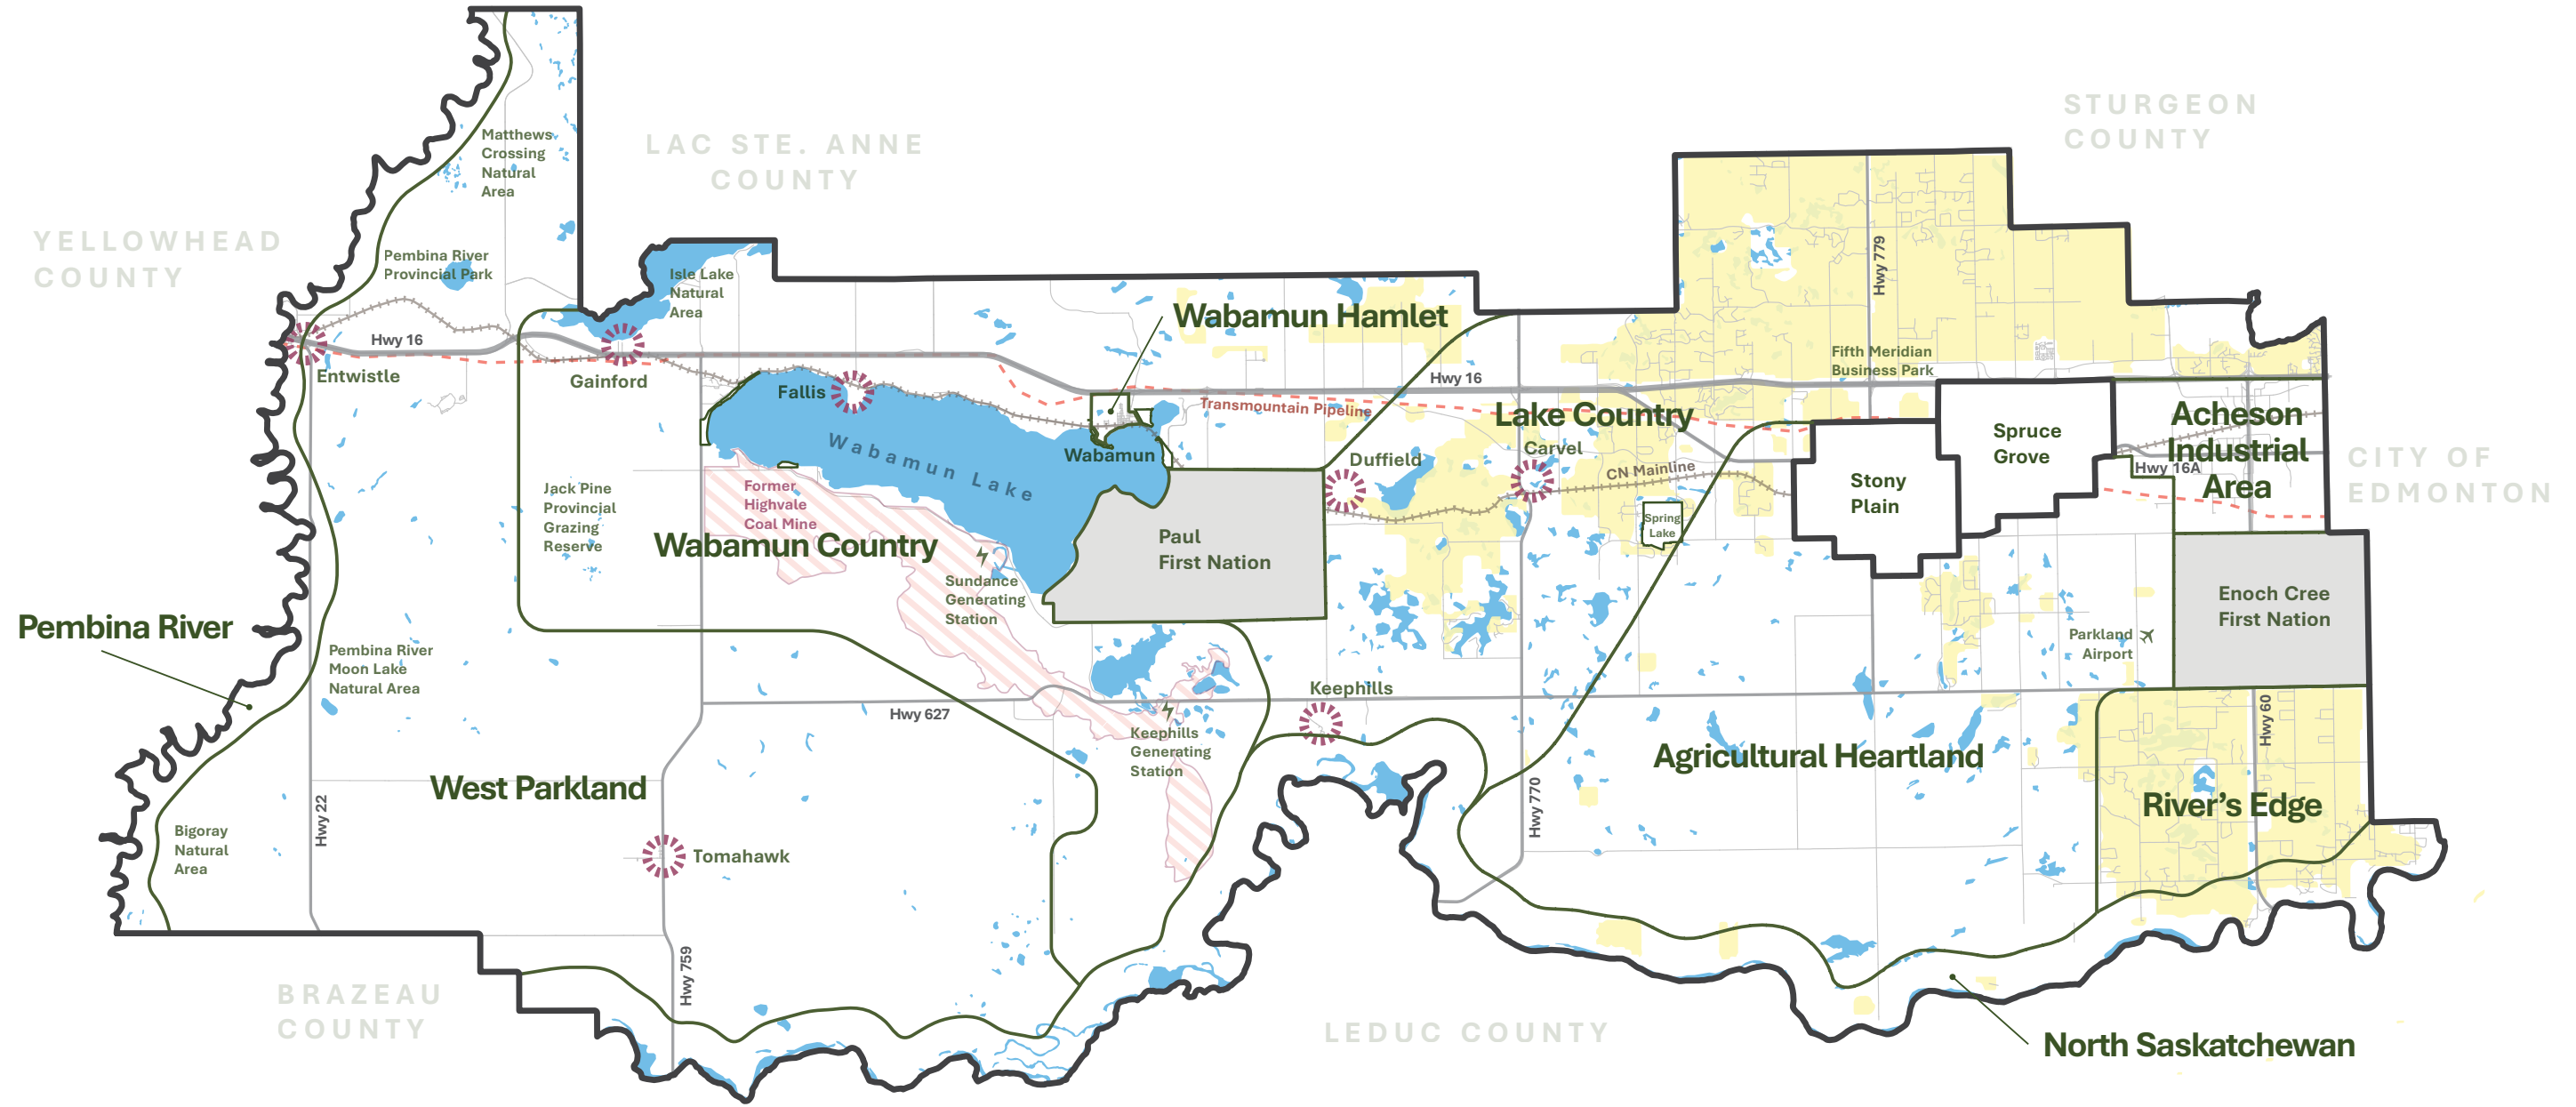 STURGEON
COUNTY
LAC STE. ANNE
COUNTY
YELLOWHEAD
COUNTY
Matthews
Crossing
Natural
Area
Pembina River
Provincial Park
Isle Lake
Natural
Area
Hwy 779
Wabamun Hamlet
Hwy 16
Entwistle
Gainford
Fallis
Hwy 16
Fifth Meridian
Business Park
Transmountain Pipeline
Lake Country
Carvel
Duffield
CN Mainline
Wabamun
Wabamun Lake
Spruce
Grove
Stony
Plain
Acheson
Industrial
Area
Hwy 16A
CITY OF
EDMONTON
Jack Pine
Provincial
Grazing
Reserve
Former
Highvale
Coal Mine
Wabamun Country
Sundance
Generating
Station
Paul
First Nation
Spring
Lake
Enoch Cree
First Nation
Parkland
Airport
Pembina River
Pembina River
Moon Lake
Natural Area
Hwy 627
Keephills
Keephills
Generating
Station
Hwy 60
Agricultural Heartland
River's Edge
West Parkland
Hwy 22
Hwy 770
Bigoray
Natural
Area
Tomahawk
Hwy 759
BRAZEAU
COUNTY
LEDUC COUNTY
North Saskatchewan